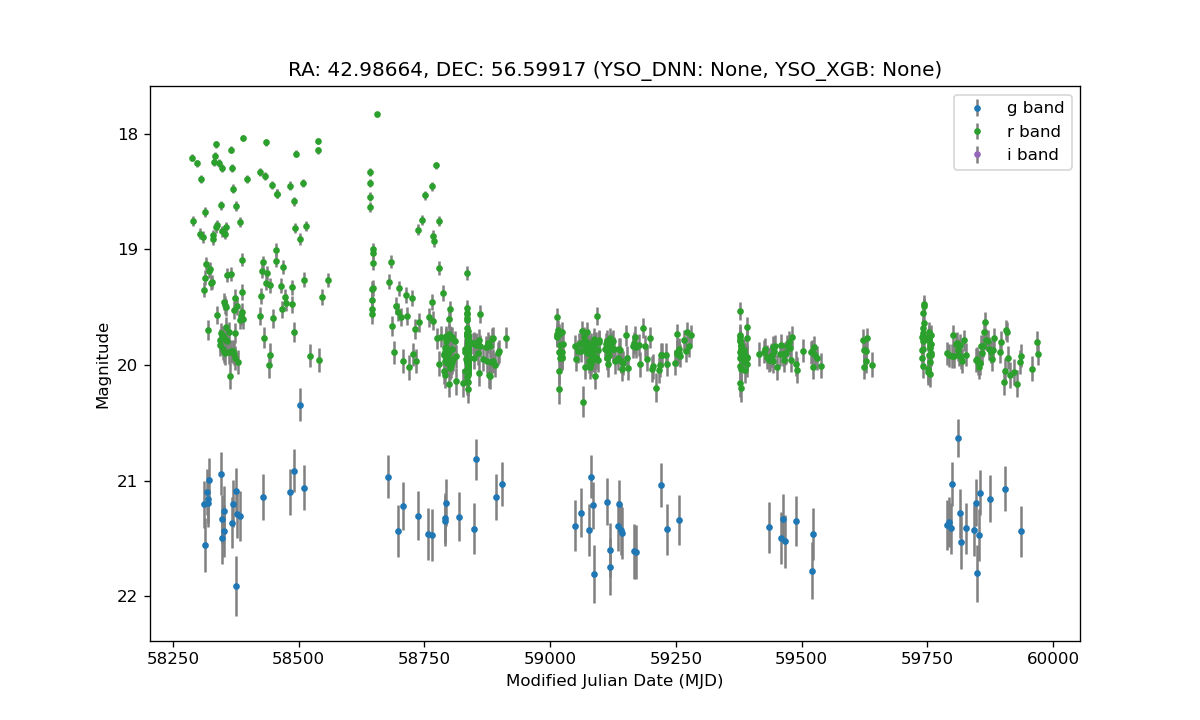 RA: 42.98664, DEC: 56.59917 (YSO_DNN: None, YSO_XGB: None)
g band
r band
i band
18
19
20
21
22
Magnitude
58250 58500 58750 59000 59250 59500 59750 60000
Modified Julian Date (MJD)